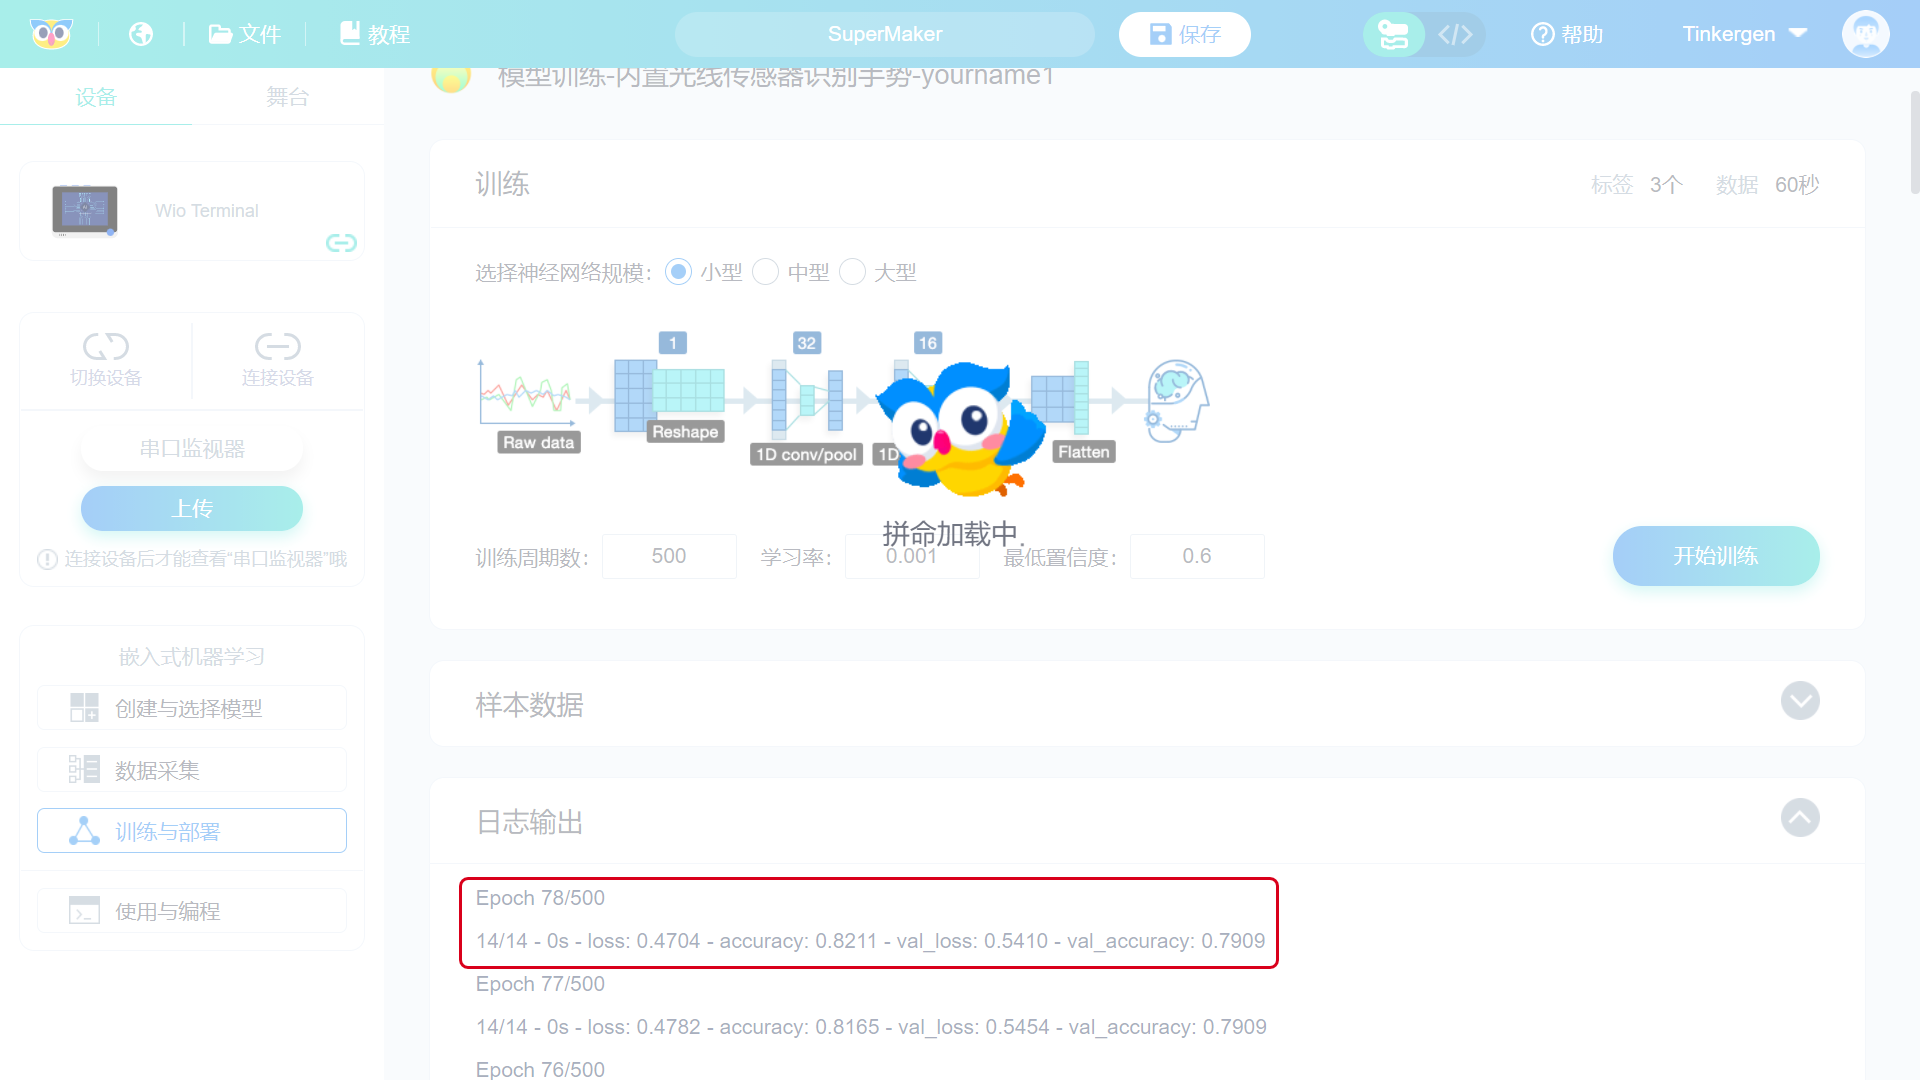 文件
教程
SuperMaker
保存
帮助
Tinkergen
设备
舞台
模型训练-内置光线传感器识别手势-yourname1
Wio Terminal
切换设备
连接设备
串口监视器
上传
连接设备后才能查看“串口监视器”哦
嵌入式机器学习
创建与选择模型
数据采集
训练与部署
使用与编程
训练
标签 3个 数据 60秒
选择神经网络规模: 小型 中型 大型
1
32
16
Raw data
Reshape
1D conv/pool
1D
Flatten
拼命加载中.
训练周期数: 500 学习率: 0.001 最低置信度: 0.6
开始训练
样本数据
日志输出
Epoch 78/500
14/14 - 0s - loss: 0.4704 - accuracy: 0.8211 - val_loss: 0.5410 - val_accuracy: 0.7909
Epoch 77/500
14/14 - 0s - loss: 0.4782 - accuracy: 0.8165 - val_loss: 0.5454 - val_accuracy: 0.7909
Epoch 76/500